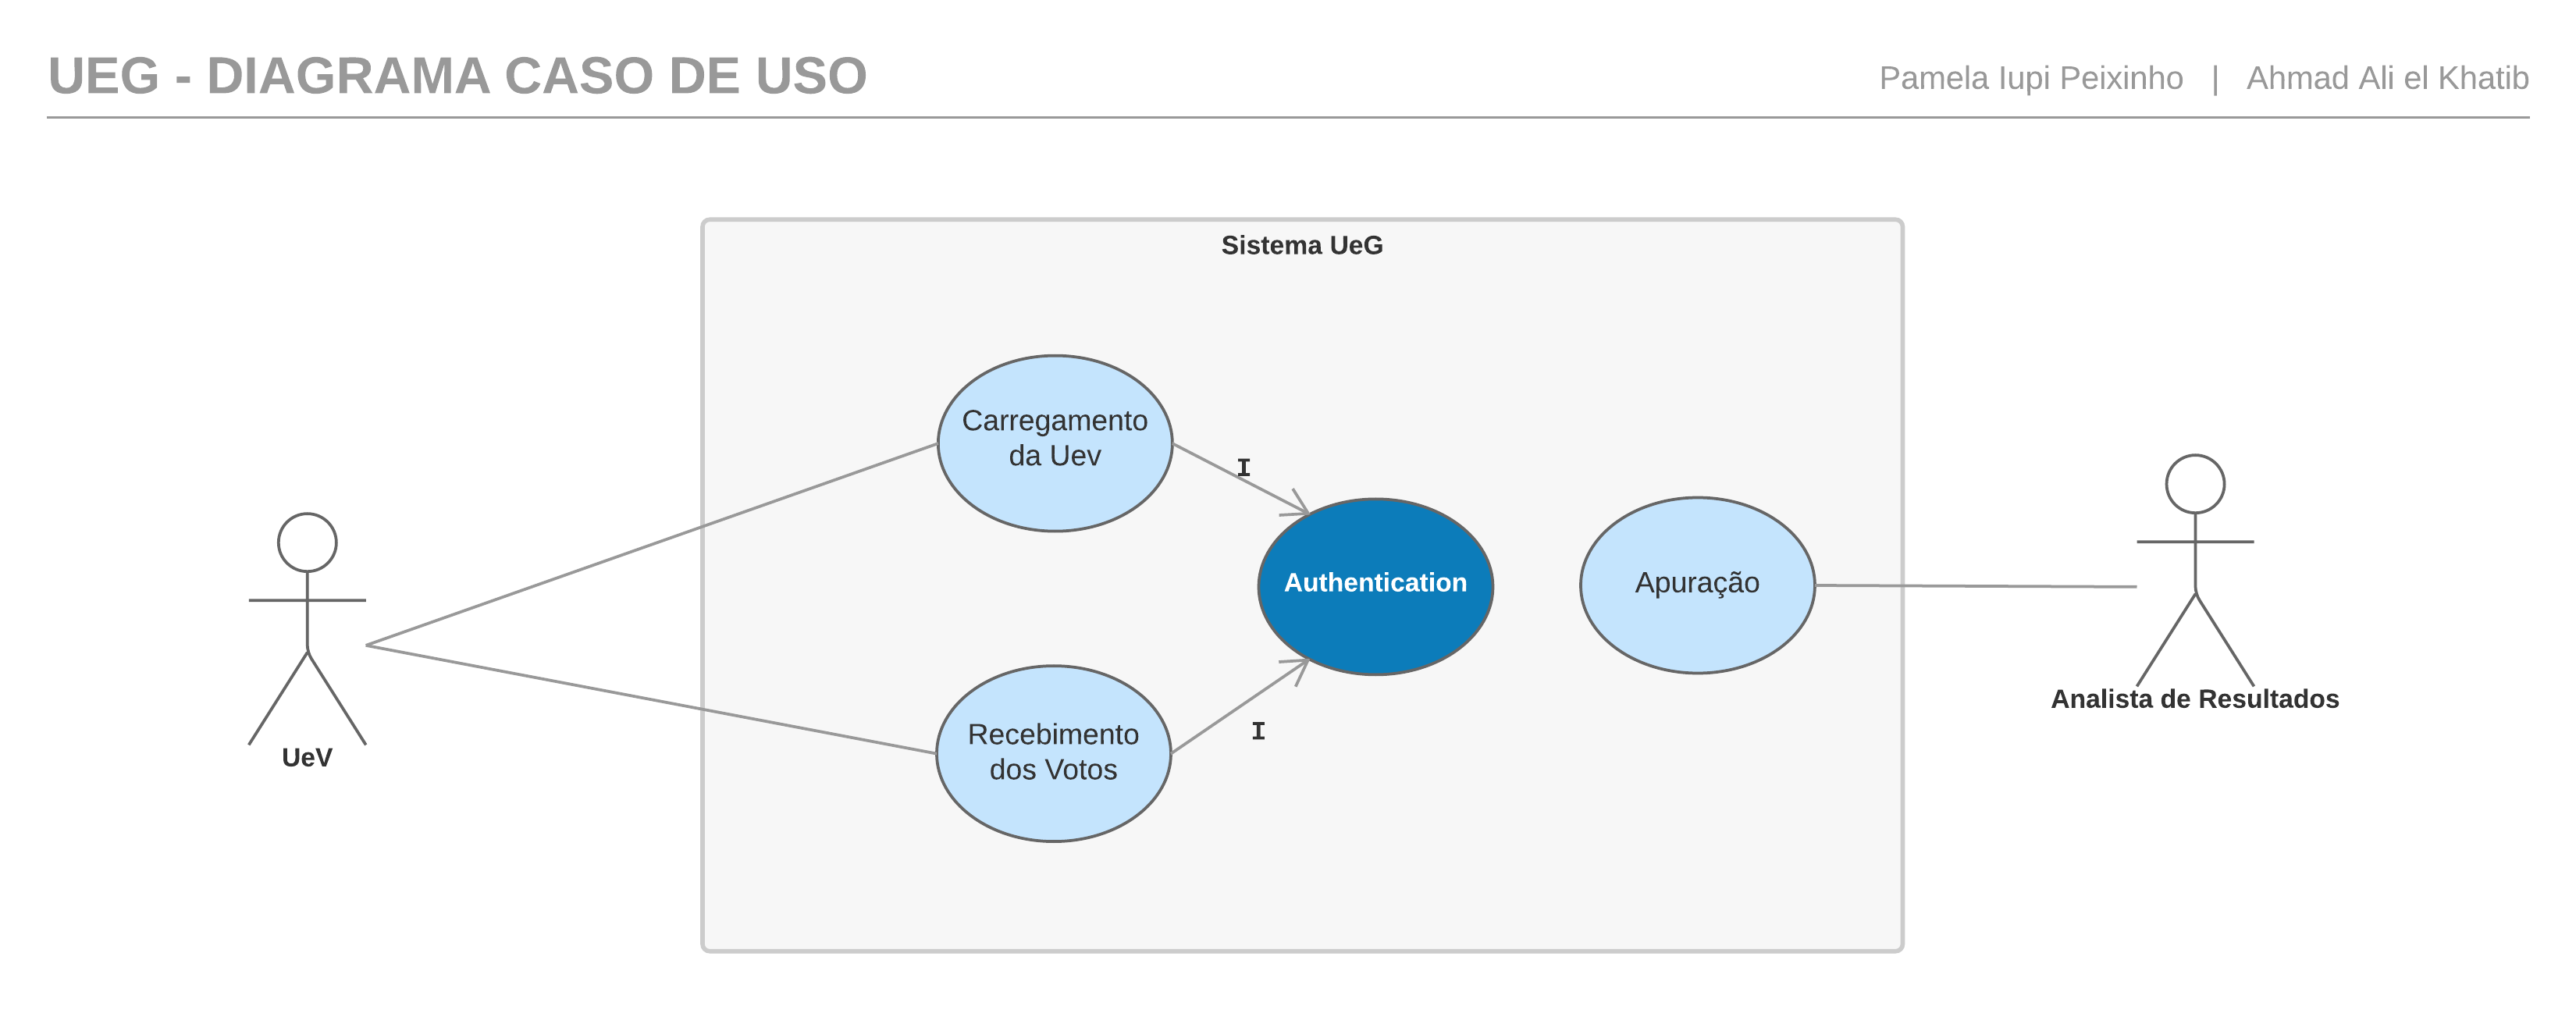 UEG - DIAGRAMA CASO DE USO
Pamela Iupi Peixinho | Ahmad Ali el Khatib
Sistema UeG
Carregamento
da Uev
I
Authentication
Apuração
Analista de Resultados
Recebimento
dos Votos
I
UeV